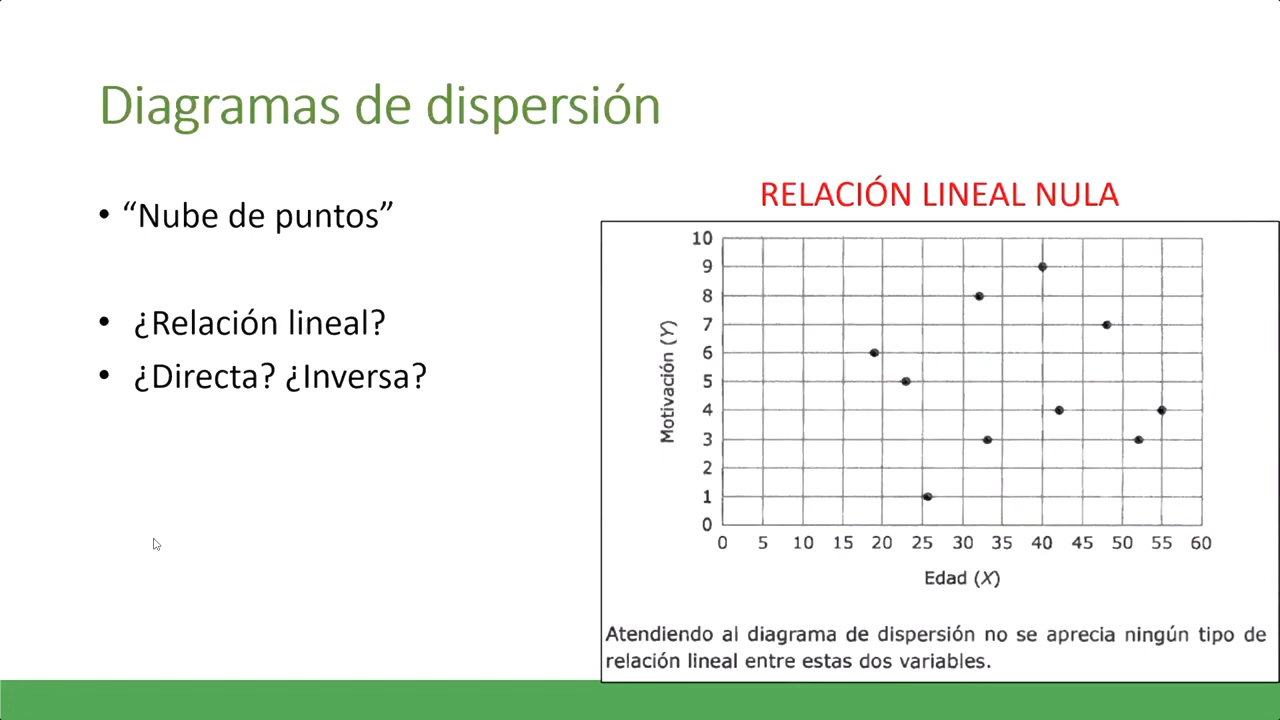 Diagramas de dispersión
• “Nube de puntos”
• ¿Relación lineal?
• ¿Directa? ¿Inversa?
RELACIÓN LINEAL NULA
Motivación (Y)
10
9
8
7
6
5
4
3
2
1
0
0 5 10 15 20 25 30 35 40 45 50 55 60
Edad (X)
Atendiendo al diagrama de dispersión no se aprecia ningún tipo de
relación lineal entre estas dos variables.